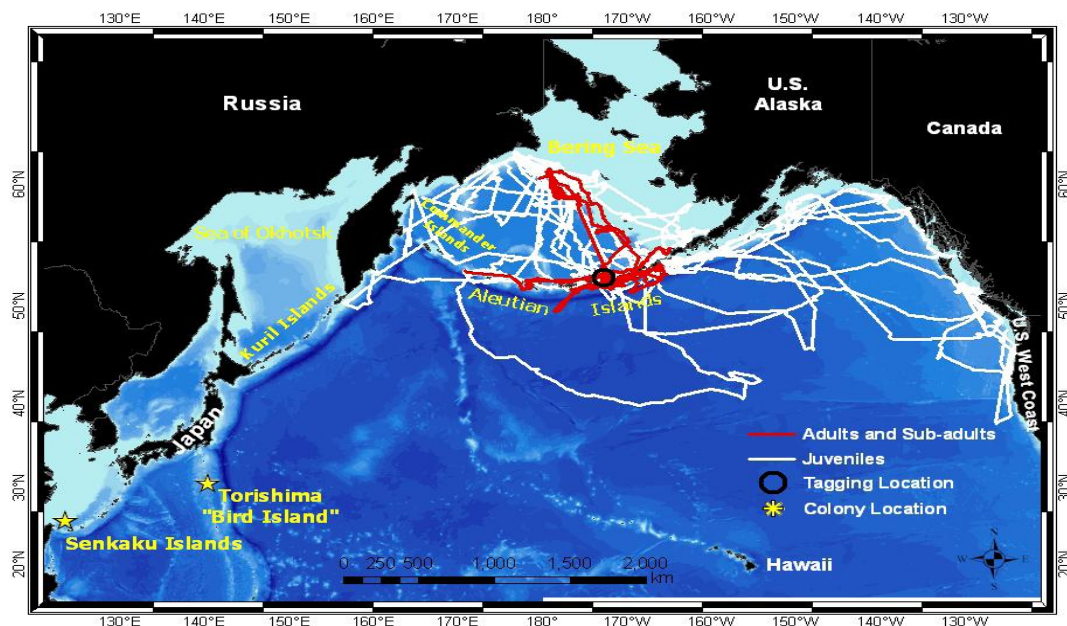 130°E 140°E 150°E 160°E 170°E 180° 170°W 160°W 150°W 140°W 130°W
Russia
U.S.
Alaska
Canada
Bering Sea
60°N
60°N
Commander
Islands
Sea of Okhotsk
50°N
50°N
Aleutian Islands
Kuril Islands
U.S. West Coast
40°N
40°N
Japan
Adults and Sub-adults
Juveniles
Tagging Location
Colony Location
30°N
30°N
Torishima
"Bird Island"
Senkaku Islands
20°N
20°N
0 250 500 1,000 1,500 2,000
km
Hawaii
N
W E
S
130°E 140°E 150°E 160°E 170°E 180° 170°W 160°W 150°W 140°W 130°W